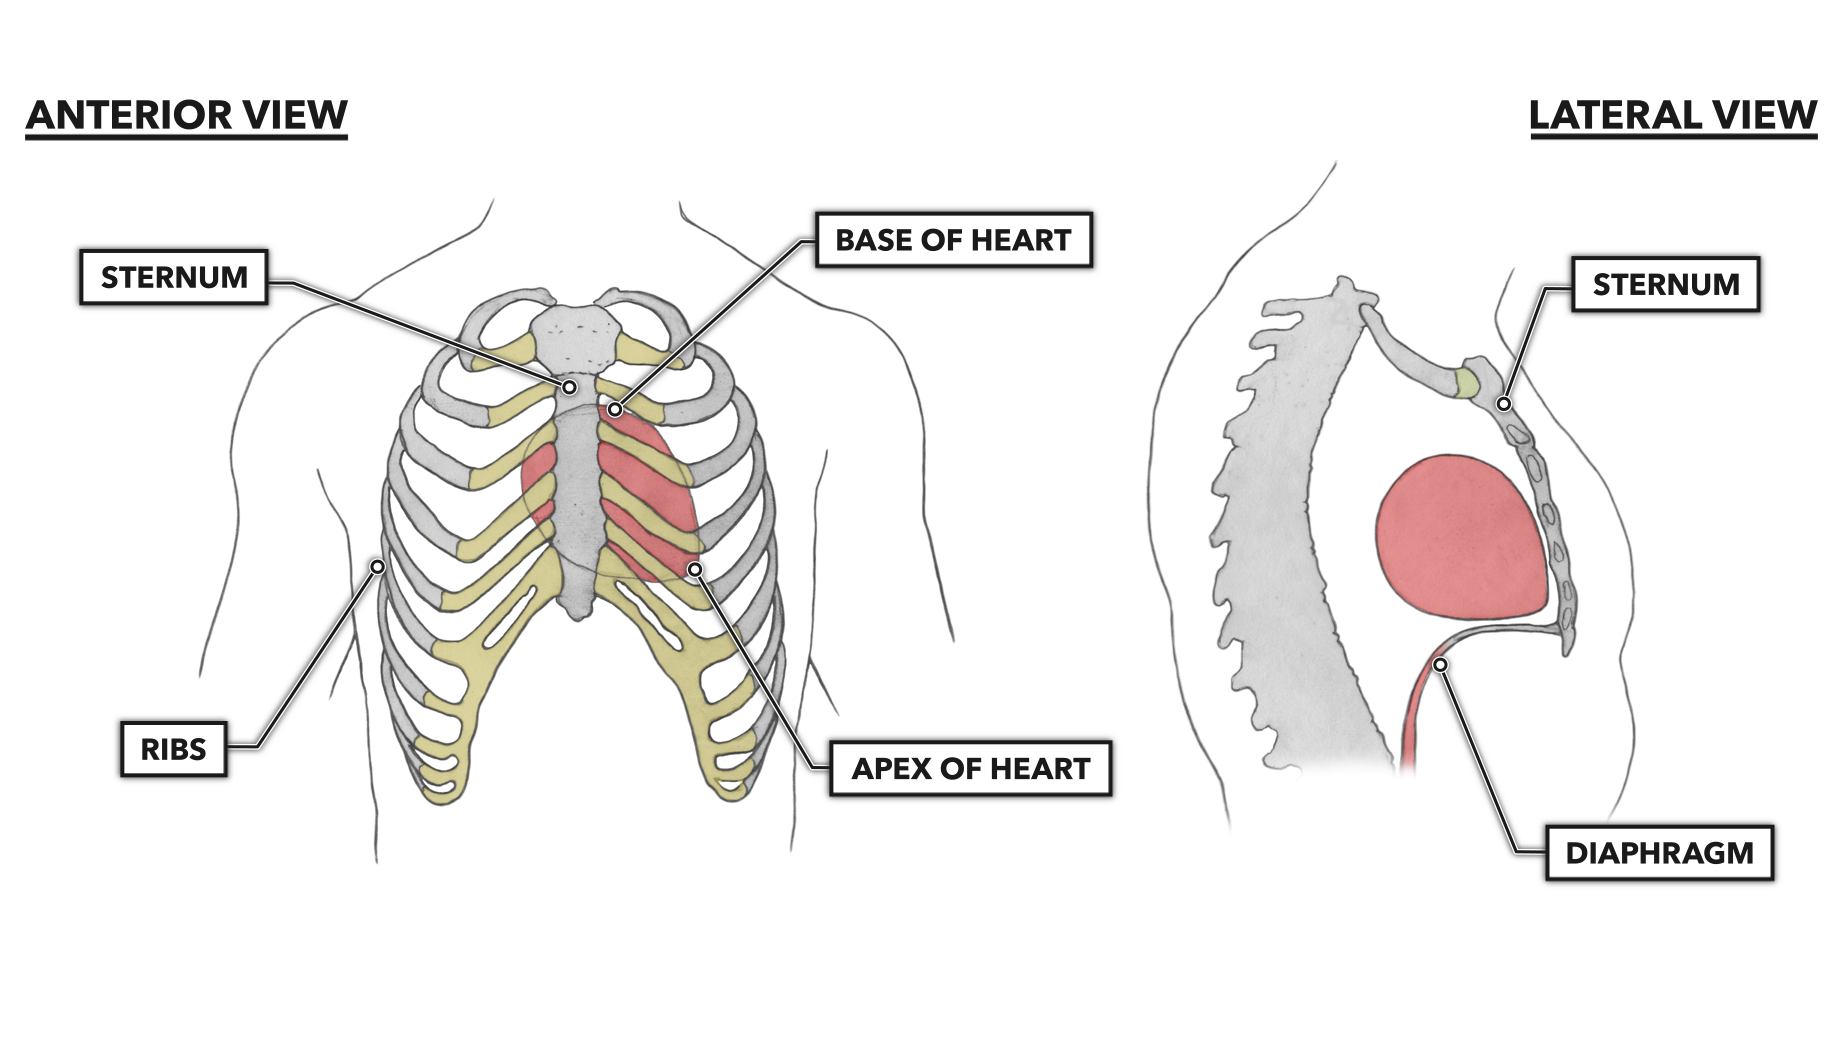 ANTERIOR VIEW
LATERAL VIEW
BASE OF HEART
STERNUM
STERNUM
RIBS
APEX OF HEART
DIAPHRAGM